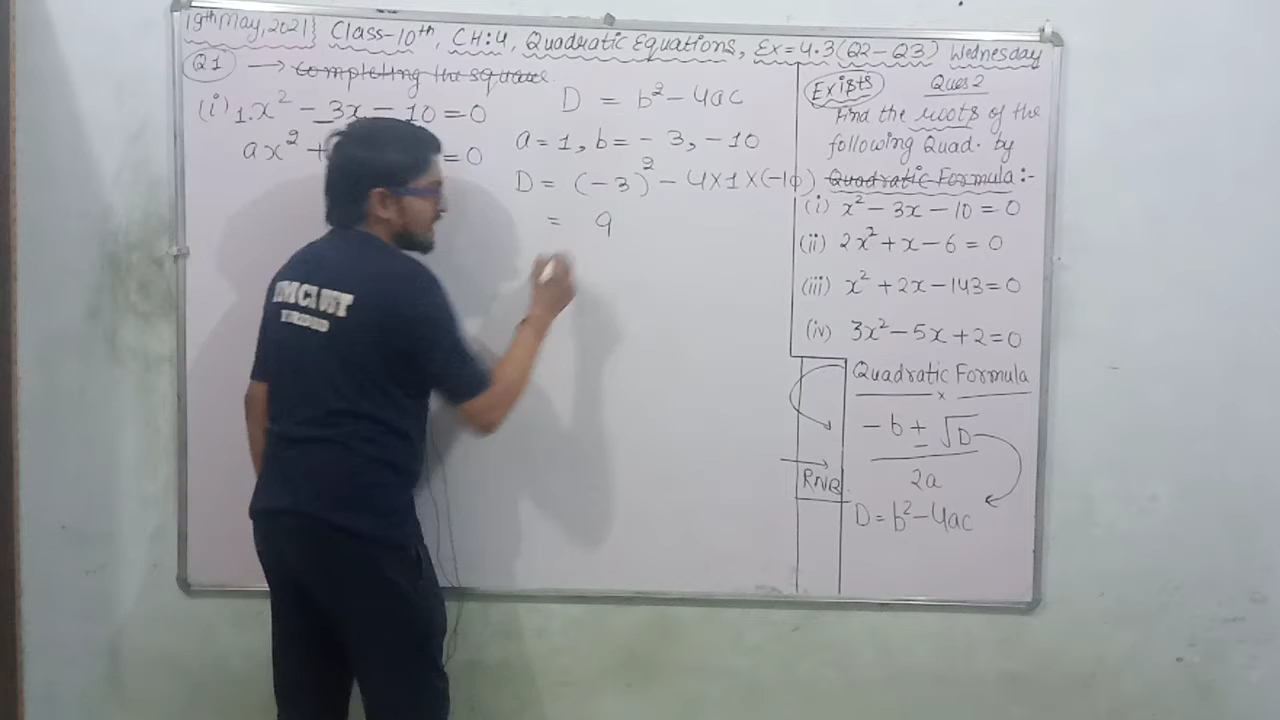 19th May, 2021} Class-10th, CH:4, Quadratic Equations, Ex=4.3(Q2-Q3) Wednesday
Q1 → Completing the square
(i) 1.x² - 3x - 10 = 0
ax² + = 0
D = b² - 4ac
a = 1, b = - 3, -10
D = (-3)² - 4×1×(-10)
= 9
Exists Ques 2
Find the roots of the
following Quad. by
Quadratic Formula:-
(i) x² - 3x - 10 = 0
(ii) 2x² + x - 6 = 0
(iii) x² + 2x - 143 = 0
(iv) 3x² - 5x + 2 = 0
Quadratic Formula
-b ± √D
2a
RNB
D = b² - 4ac